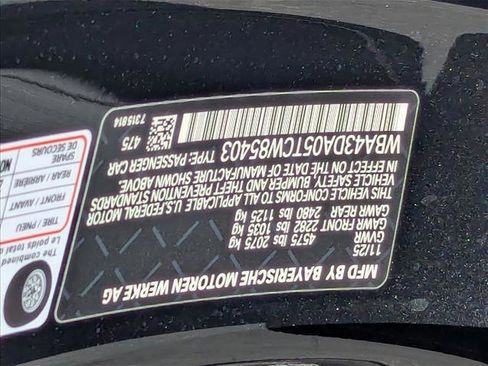 MFD BY BAYERISCHE MOTOREN WERKE AG
11/25
GVWR
4575 lbs 2075 kg
GAWR FRONT 2282 lbs 1035 kg
GAWR REAR 2480 lbs 1125 kg
THIS VEHICLE CONFORMS TO ALL APPLICABLE U.S. FEDERAL MOTOR
VEHICLE SAFETY, BUMPER AND THEFT PREVENTION STANDARDS
IN EFFECT ON THE DATE OF MANUFACTURE SHOWN ABOVE.
WBA43DA05TCW85403 TYPE: PASSENGER CAR
475
7315814
The combined
Le poids total
TIRE / PNEU
FRONT / AVANT
REAR / ARRIÈRE
SPARE
DE SECOURS